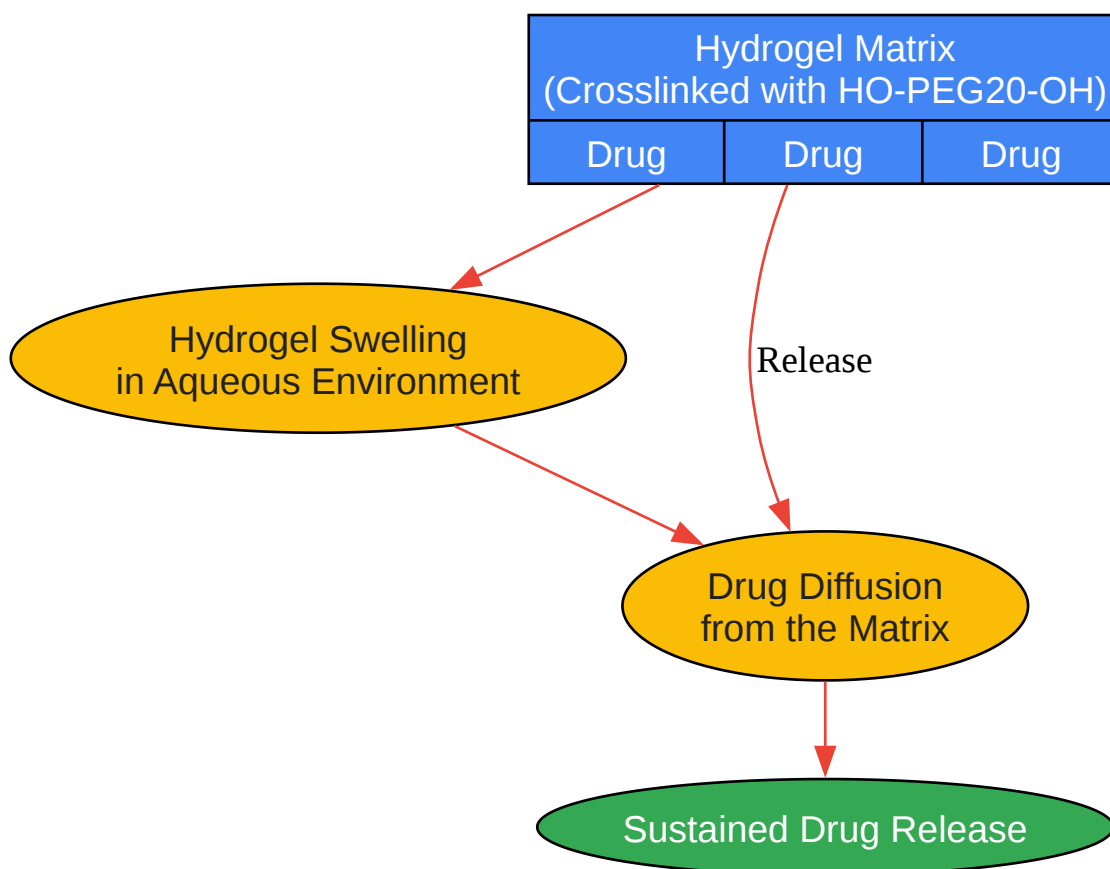 Hydrogel Matrix
(Crosslinked with HO-PEG20-OH)
Drug
Drug
Drug
Hydrogel Swelling
in Aqueous Environment
Release
Drug Diffusion
from the Matrix
Sustained Drug Release